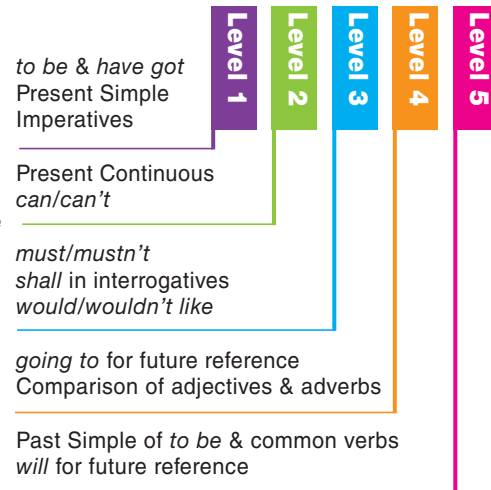 Level 1
Level 2
Level 3
Level 4
Level 5
to be & have got
Present Simple
Imperatives
Present Continuous
can/can't
must/mustn't
shall in interrogatives
would/wouldn't like
going to for future reference
Comparison of adjectives & adverbs
Past Simple of to be & common verbs
will for future reference